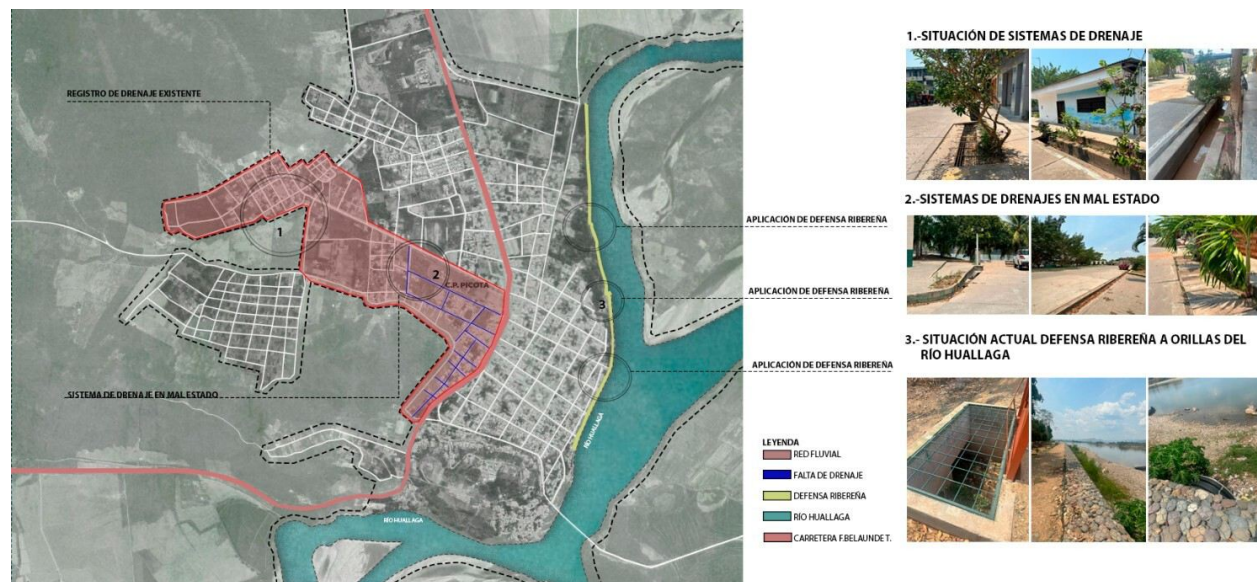 REGISTRO DE DRENAJE EXISTENTE
1
2
C.P. PICOTA
3
SISTEMA DE DRENAJE EN MAL ESTADO
RÍO HUALLAGA
RÍO HUALLAGA
APLICACIÓN DE DEFENSA RIBEREÑA
APLICACIÓN DE DEFENSA RIBEREÑA
APLICACIÓN DE DEFENSA RIBEREÑA
LEYENDA
RED FLUVIAL
FALTA DE DRENAJE
DEFENSA RIBEREÑA
RÍO HUALLAGA
CARRETERA F.BELAUNDE T.
1.-SITUACIÓN DE SISTEMAS DE DRENAJE
2.-SISTEMAS DE DRENAJES EN MAL ESTADO
3.- SITUACIÓN ACTUAL DEFENSA RIBEREÑA A ORILLAS DEL
RÍO HUALLAGA